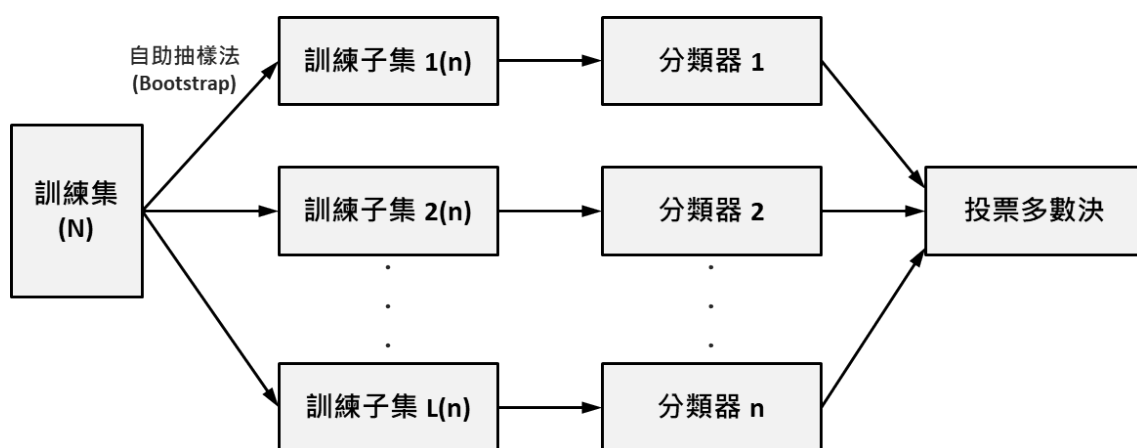 自助抽樣法
(Bootstrap)
訓練子集 1(n)
分類器 1
訓練集
(N)
訓練子集 2(n)
分類器 2
投票多數決
訓練子集 L(n)
分類器 n